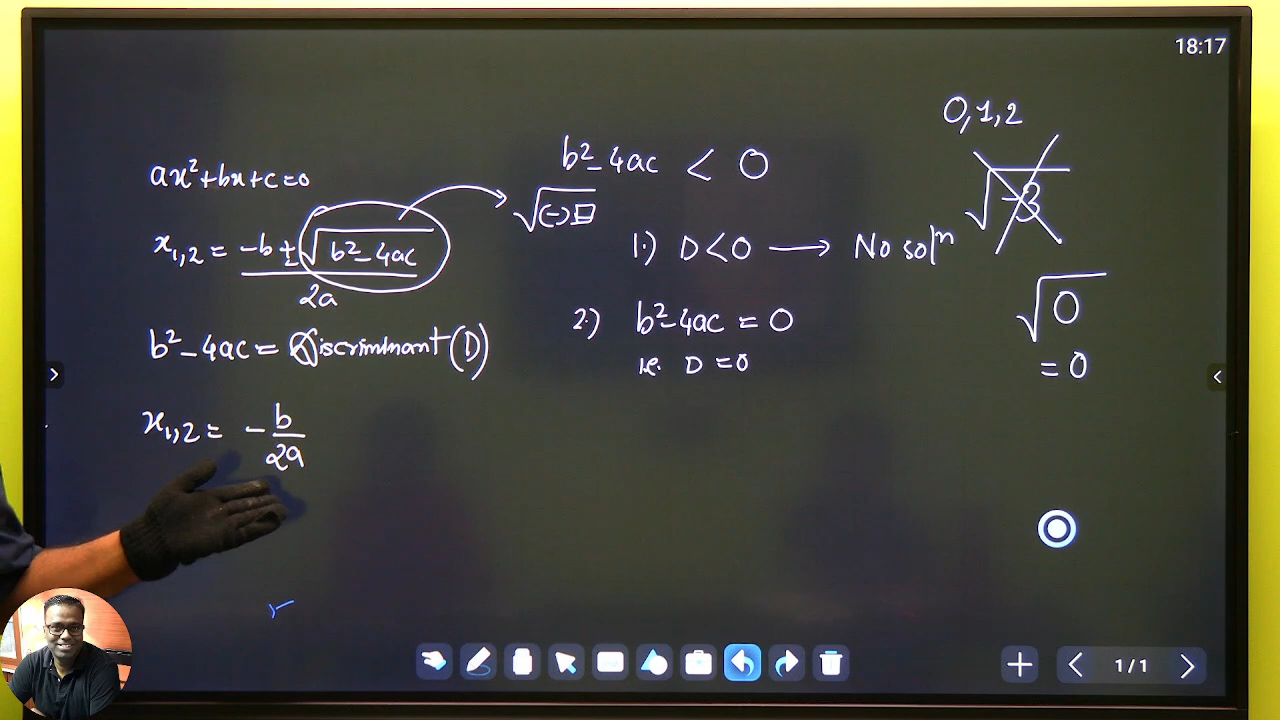 18:17
ax²+bx+c=0
x₁,₂ = -b ± √b²-4ac
2a
b²-4ac = Discriminant (D)
x₁,₂ = - b
2a
b²-4ac < 0
√(-)
1.) D<0 → No solⁿ
2.) b²-4ac = 0
i.e. D = 0
0,1,2
√-3
√0
= 0
1/1